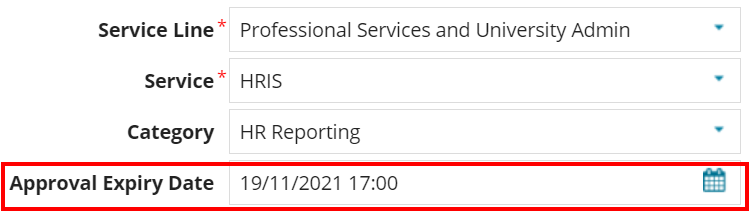 Service Line * Professional Services and University Admin
Service * HRIS
Category HR Reporting
Approval Expiry Date 19/11/2021 17:00